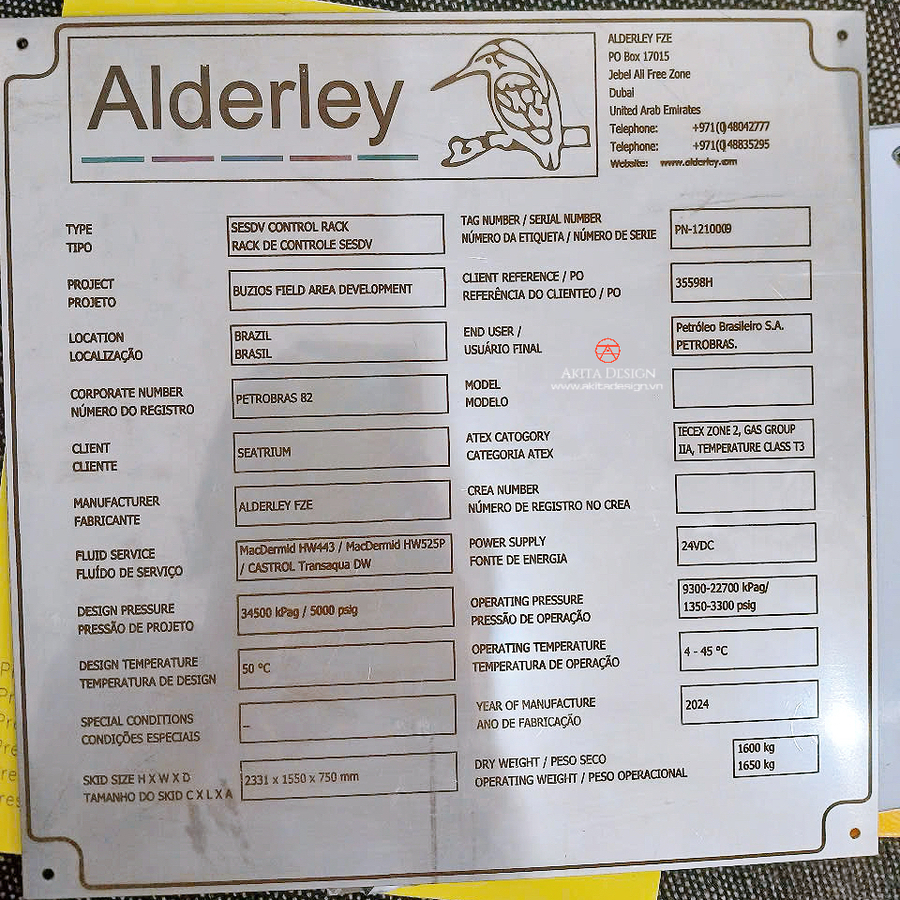 Alderley
ALDERLEY FZE
PO Box 17015
Jebel Ali Free Zone
Dubai
United Arab Emirates
Telephone: +971(0)48042777
Telephone: +971(0)48835295
Website: www.alderley.com
TYPE
TIPO
SESDV CONTROL RACK
RACK DE CONTROLE SESDV
TAG NUMBER / SERIAL NUMBER
NÚMERO DA ETIQUETA / NÚMERO DE SERIE
PN-1210009
PROJECT
PROJETO
BUZIOS FIELD AREA DEVELOPMENT
CLIENT REFERENCE / PO
REFERÊNCIA DO CLIENTEO / PO
35598H
LOCATION
LOCALIZAÇÃO
BRAZIL
BRASIL
END USER /
USUÁRIO FINAL
Petróleo Brasileiro S.A.
PETROBRAS.
AKITA DESIGN
www.akitadesign.vn
CORPORATE NUMBER
NÚMERO DO REGISTRO
PETROBRAS 82
MODEL
MODELO
CLIENT
CLIENTE
SEATRIUM
ATEX CATOGORY
CATEGORIA ATEX
IECEX ZONE 2, GAS GROUP
IIA, TEMPERATURE CLASS T3
MANUFACTURER
FABRICANTE
ALDERLEY FZE
CREA NUMBER
NÚMERO DE REGISTRO NO CREA
FLUID SERVICE
FLUÍDO DE SERVIÇO
MacDermid HW443 / MacDermid HW525P
/ CASTROL Transaqua DW
POWER SUPPLY
FONTE DE ENERGIA
24VDC
DESIGN PRESSURE
PRESSÃO DE PROJETO
34500 kPag / 5000 psig
OPERATING PRESSURE
PRESSÃO DE OPERAÇÃO
9300-22700 kPag/
1350-3300 psig
DESIGN TEMPERATURE
TEMPERATURA DE DESIGN
50 °C
OPERATING TEMPERATURE
TEMPERATURA DE OPERAÇÃO
4 - 45 °C
SPECIAL CONDITIONS
CONDIÇÕES ESPECIAIS
_
YEAR OF MANUFACTURE
ANO DE FABRICAÇÃO
2024
SKID SIZE H X W X D
TAMANHO DO SKID C X L X A
2331 x 1550 x 750 mm
DRY WEIGHT / PESO SECO
OPERATING WEIGHT / PESO OPERACIONAL
1600 kg
1650 kg